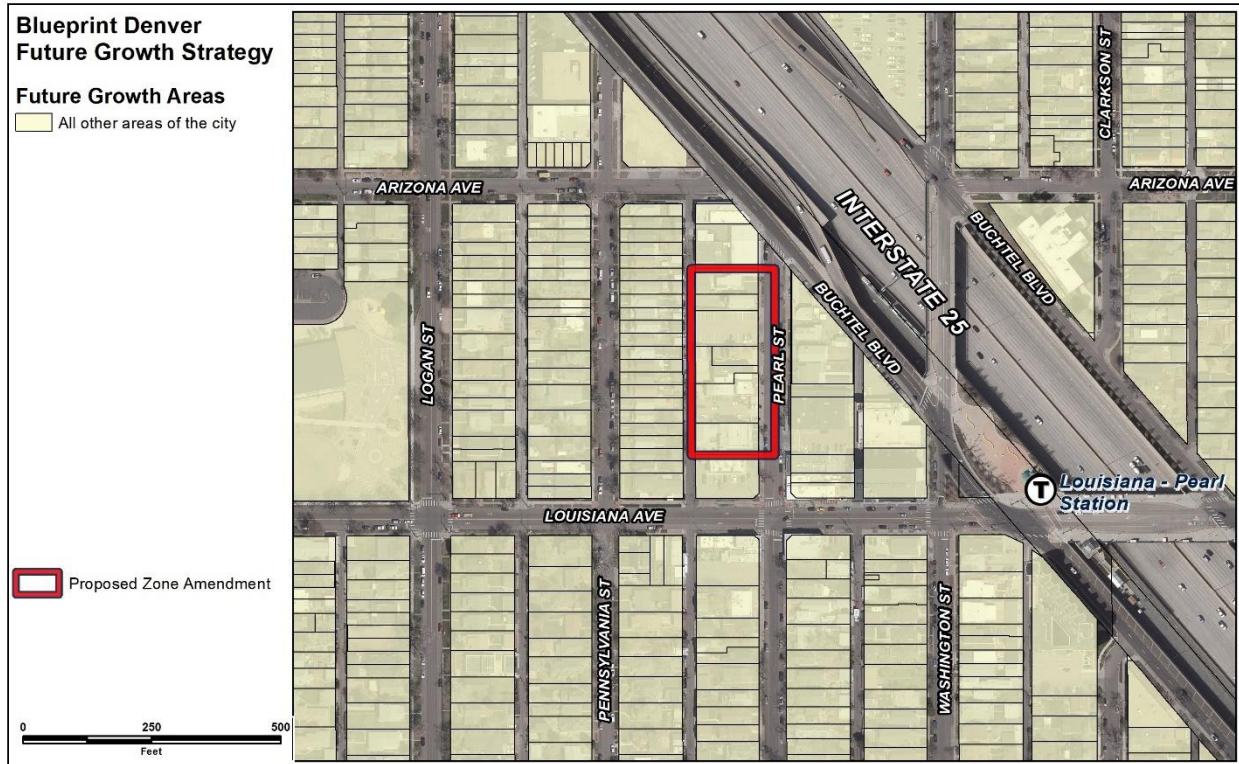 Blueprint Denver
Future Growth Strategy
Future Growth Areas
All other areas of the city
Proposed Zone Amendment
0 250 500
Feet
CLARKSON ST
ARIZONA AVE
ARIZONA AVE
INTERSTATE 25
BUCHTEL BLVD
BUCHTEL BLVD
LOGAN ST
PEARL ST
T
Louisiana - Pearl
Station
LOUISIANA AVE
PENNSYLVANIA ST
WASHINGTON ST